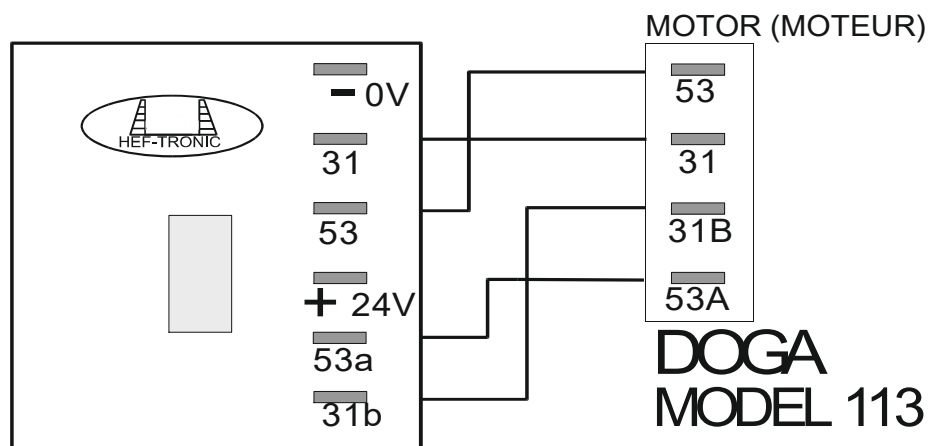 MOTOR (MOTEUR)
- 0V
HEF-TRONIC
31
53
+ 24V
53a
31b
53
31
31B
53A
DOGA
MODEL 113